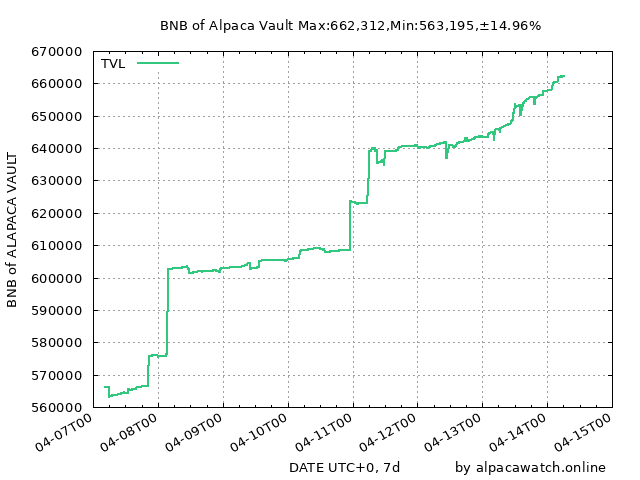 BNB of Alpaca Vault Max:662,312,Min:563,195,±14.96%
TVL
BNB of ALAPACA VAULT
670000
660000
650000
640000
630000
620000
610000
600000
590000
580000
570000
560000
04-07T00
04-08T00
04-09T00
04-10T00
04-11T00
04-12T00
04-13T00
04-14T00
04-15T00
DATE UTC+0, 7d
by alpacawatch.online